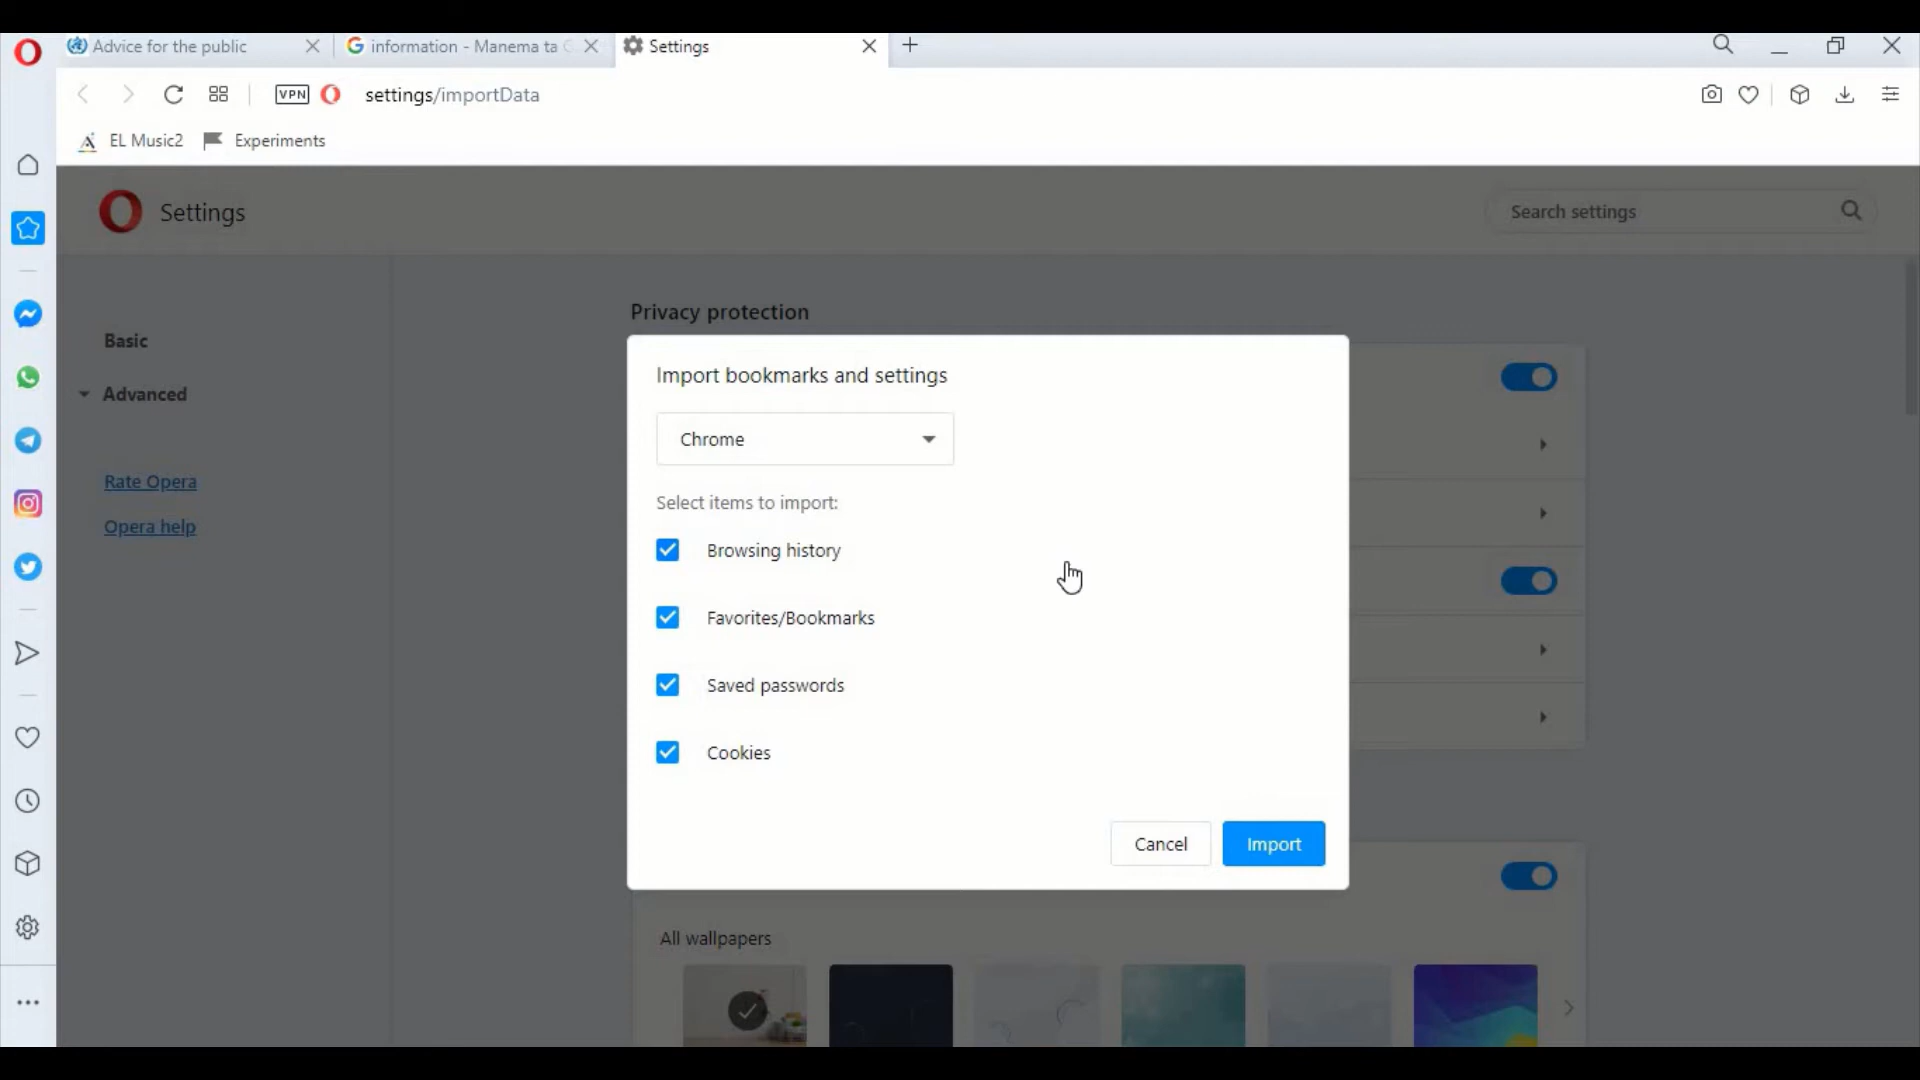 Advice for the public
information - Manema ta
Settings
VPN
settings/importData
EL Music2
Experiments
Settings
Search settings
Privacy protection
Basic
Advanced
Rate Opera
Opera help
Import bookmarks and settings
Chrome
Select items to import:
Browsing history
Favorites/Bookmarks
Saved passwords
Cookies
Cancel
Import
All wallpapers